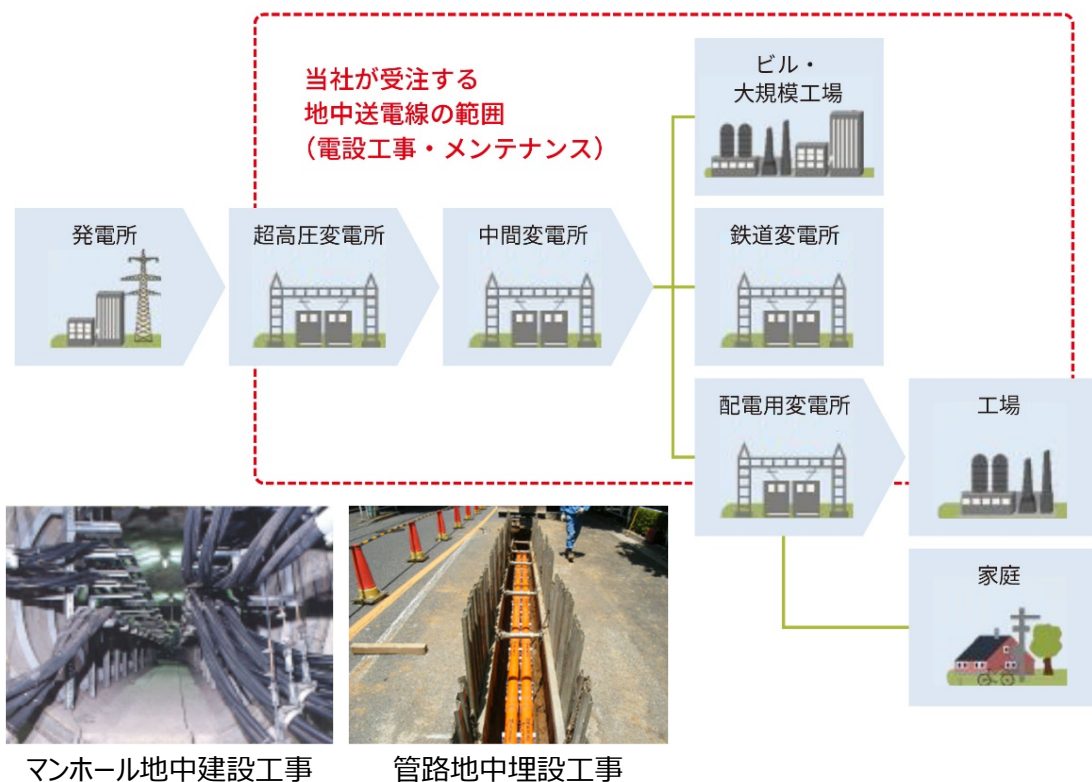 当社が受注する
地中送電線の範囲
（電設工事・メンテナンス）
ビル・
大規模工場
発電所
超高圧変電所
中間変電所
鉄道変電所
配電用変電所
工場
家庭
マンホール地中建設工事
管路地中埋設工事